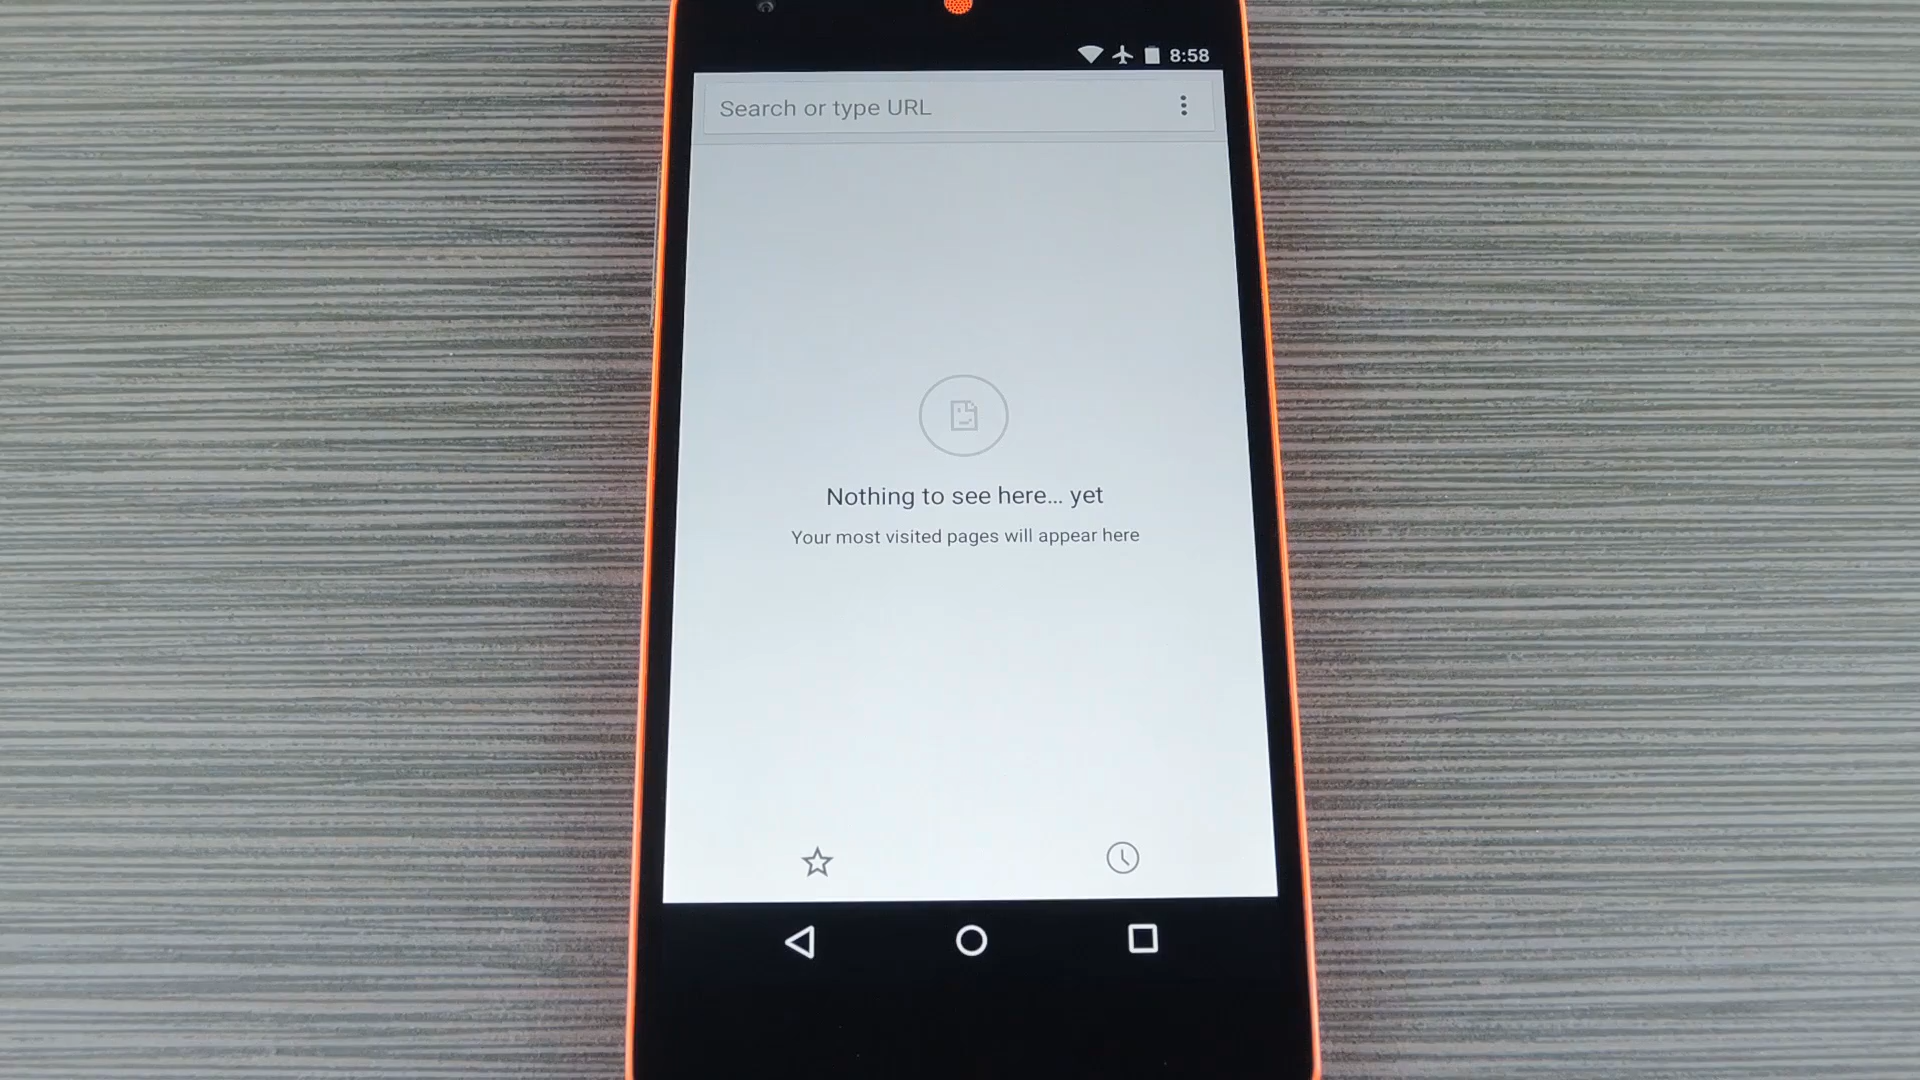 8:58
Search or type URL
Nothing to see here... yet
Your most visited pages will appear here